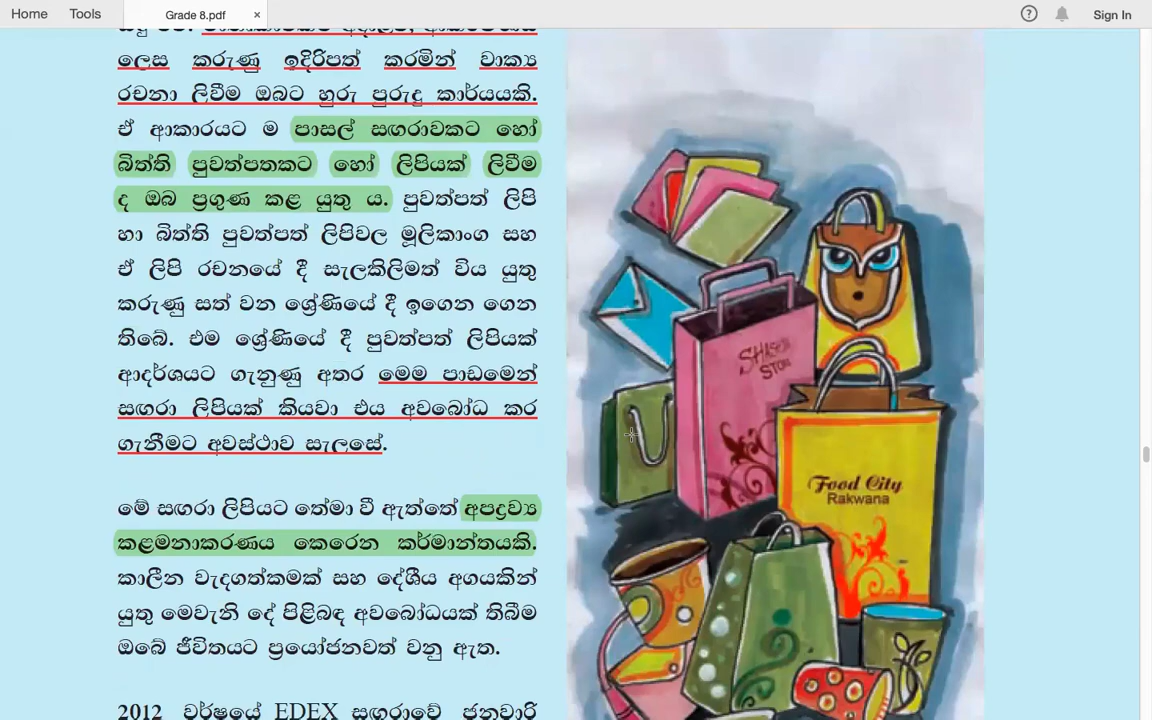 Home Tools Grade 8.pdf × Sign In
ලෙස කරුණු ඉදිරිපත් කරමින් වාක්‍ය
රචනා ලිවීම ඔබට හුරු පුරුදු කාර්යයකි.
ඒ ආකාරයට ම පාසල් සඟරාවකට හෝ
බිත්ති පුවත්පතකට හෝ ලිපියක් ලිවීම
ද ඔබ ප්‍රගුණ කළ යුතු ය. පුවත්පත් ලිපි
හා බිත්ති පුවත්පත් ලිපිවල මූලිකාංග සහ
ඒ ලිපි රචනයේ දී සැලකිලිමත් විය යුතු
කරුණු සත් වන ශ්‍රේණියේ දී ඉගෙන ගෙන
තිබේ. එම ශ්‍රේණියේ දී පුවත්පත් ලිපියක්
ආදර්ශයට ගැනුණු අතර මෙම පාඩමෙන්
සඟරා ලිපියක් කියවා එය අවබෝධ කර
ගැනීමට අවස්ථාව සැලසේ.
මේ සඟරා ලිපියට තේමා වී ඇත්තේ අපද්‍රව්‍ය
කළමනාකරණය කෙරෙන කර්මාන්තයකි.
කාලීන වැදගත්කමක් සහ දේශීය අගයකින්
යුතු මෙවැනි දේ පිළිබඳ අවබෝධයක් තිබීම
ඔබේ ජීවිතයට ප්‍රයෝජනවත් වනු ඇත.
2012 වර්ෂයේ EDEX සඟරාවේ ජනවාරි
Food City
Rakwana